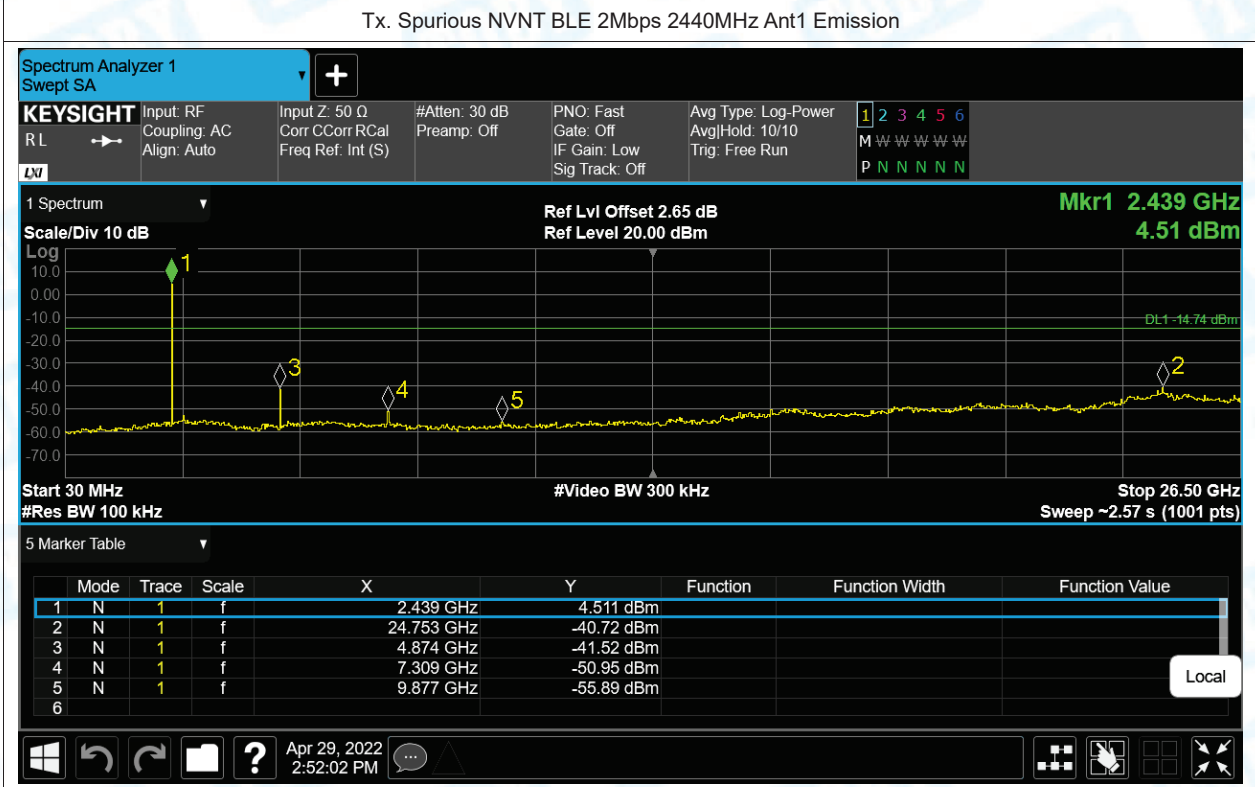 Tx. Spurious NVNT BLE 2Mbps 2440MHz Ant1 Emission
Spectrum Analyzer 1
Swept SA
KEYSIGHT
R L
LXI
Input: RF
Coupling: AC
Align: Auto
Input Z: 50 Ω
Corr CCorr RCal
Freq Ref: Int (S)
#Atten: 30 dB
Preamp: Off
PNO: Fast
Gate: Off
IF Gain: Low
Sig Track: Off
Avg Type: Log-Power
Avg|Hold: 10/10
Trig: Free Run
1 2 3 4 5 6
M W W W W W
P N N N N N
1 Spectrum
Scale/Div 10 dB
Ref Lvl Offset 2.65 dB
Ref Level 20.00 dBm
Mkr1 2.439 GHz
4.51 dBm
Log
10.0
0.00
-10.0
-20.0
-30.0
-40.0
-50.0
-60.0
-70.0
1
3
4
5
2
DL1 -14.74 dBm
Start 30 MHz
#Video BW 300 kHz
Stop 26.50 GHz
#Res BW 100 kHz
Sweep ~2.57 s (1001 pts)
5 Marker Table
Mode Trace Scale X Y Function Function Width Function Value
1 N 1 f 2.439 GHz 4.511 dBm
2 N 1 f 24.753 GHz -40.72 dBm
3 N 1 f 4.874 GHz -41.52 dBm
4 N 1 f 7.309 GHz -50.95 dBm
5 N 1 f 9.877 GHz -55.89 dBm
6
Local
?
Apr 29, 2022
2:52:02 PM